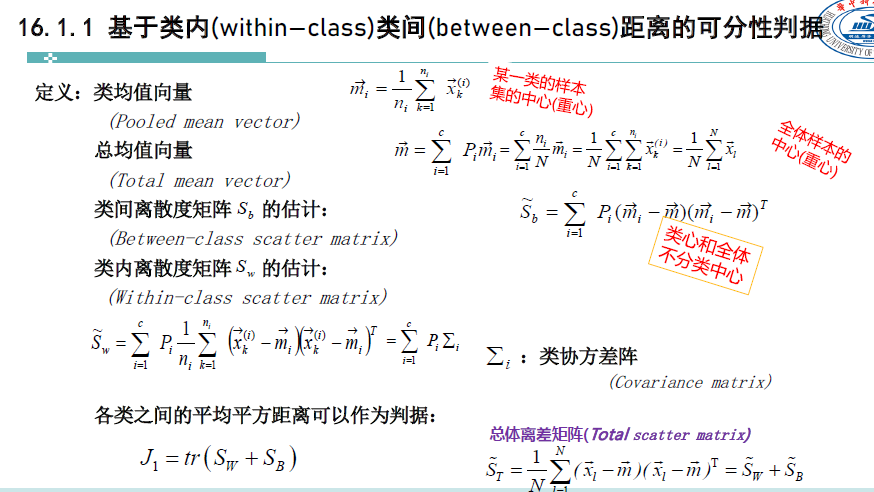 16.1.1 基于类内(within-class)类间(between-class)距离的可分性判据
定义：类均值向量
(Pooled mean vector)
$\vec{m}_i = \frac{1}{n_i}\sum_{k=1}^{n_i} \vec{x}_k^{(i)}$
某一类的样本
集的中心(重心)
总均值向量
(Total mean vector)
$\vec{m} = \sum_{i=1}^{c} P_i \vec{m}_i = \sum_{i=1}^{c} \frac{n_i}{N} \vec{m}_i = \frac{1}{N}\sum_{i=1}^{c}\sum_{k=1}^{n_i} \vec{x}_k^{(i)} = \frac{1}{N}\sum_{l=1}^{N} \vec{x}_l$
全体样本的
中心(重心)
类间离散度矩阵 $S_b$ 的估计：
(Between-class scatter matrix)
$\tilde{S}_b = \sum_{i=1}^{c} P_i (\vec{m}_i - \vec{m})(\vec{m}_i - \vec{m})^T$
类心和全体
不分类中心
类内离散度矩阵 $S_w$ 的估计：
(Within-class scatter matrix)
$\tilde{S}_w = \sum_{i=1}^{c} P_i \frac{1}{n_i}\sum_{k=1}^{n_i} (\vec{x}_k^{(i)} - \vec{m}_i)(\vec{x}_k^{(i)} - \vec{m}_i)^T = \sum_{i=1}^{c} P_i \Sigma_i$
$\Sigma_i$ ：类协方差阵
(Covariance matrix)
各类之间的平均平方距离可以作为判据：
$J_1 = tr(S_W + S_B)$
总体离差矩阵(Total scatter matrix)
$\tilde{S}_T = \frac{1}{N}\sum_{l=1}^{N} (\vec{x}_l - \vec{m})(\vec{x}_l - \vec{m})^T = \tilde{S}_W + \tilde{S}_B$